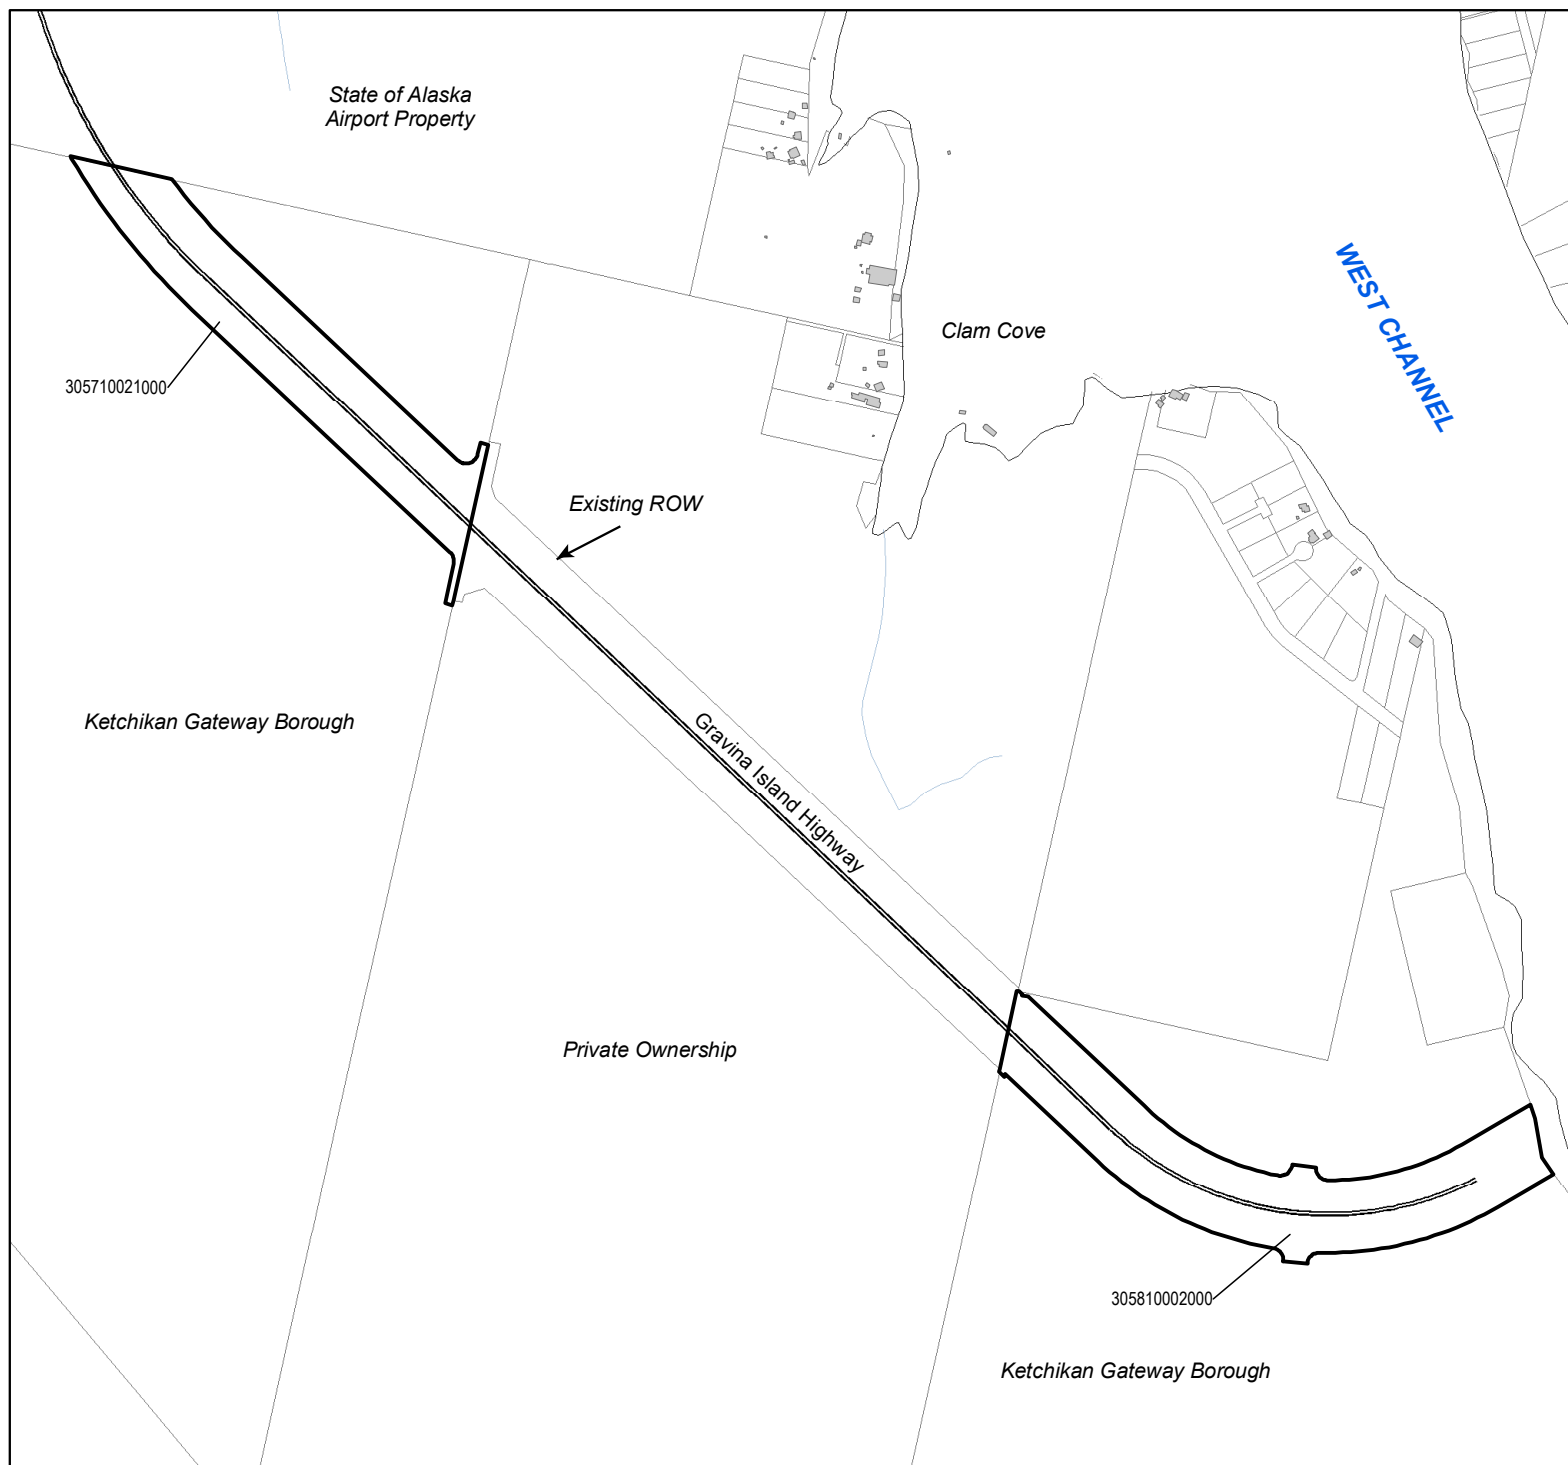 State of Alaska
Airport Property
WEST CHANNEL
Clam Cove
305710021000
Existing ROW
Ketchikan Gateway Borough
Gravina Island Highway
Private Ownership
305810002000
Ketchikan Gateway Borough